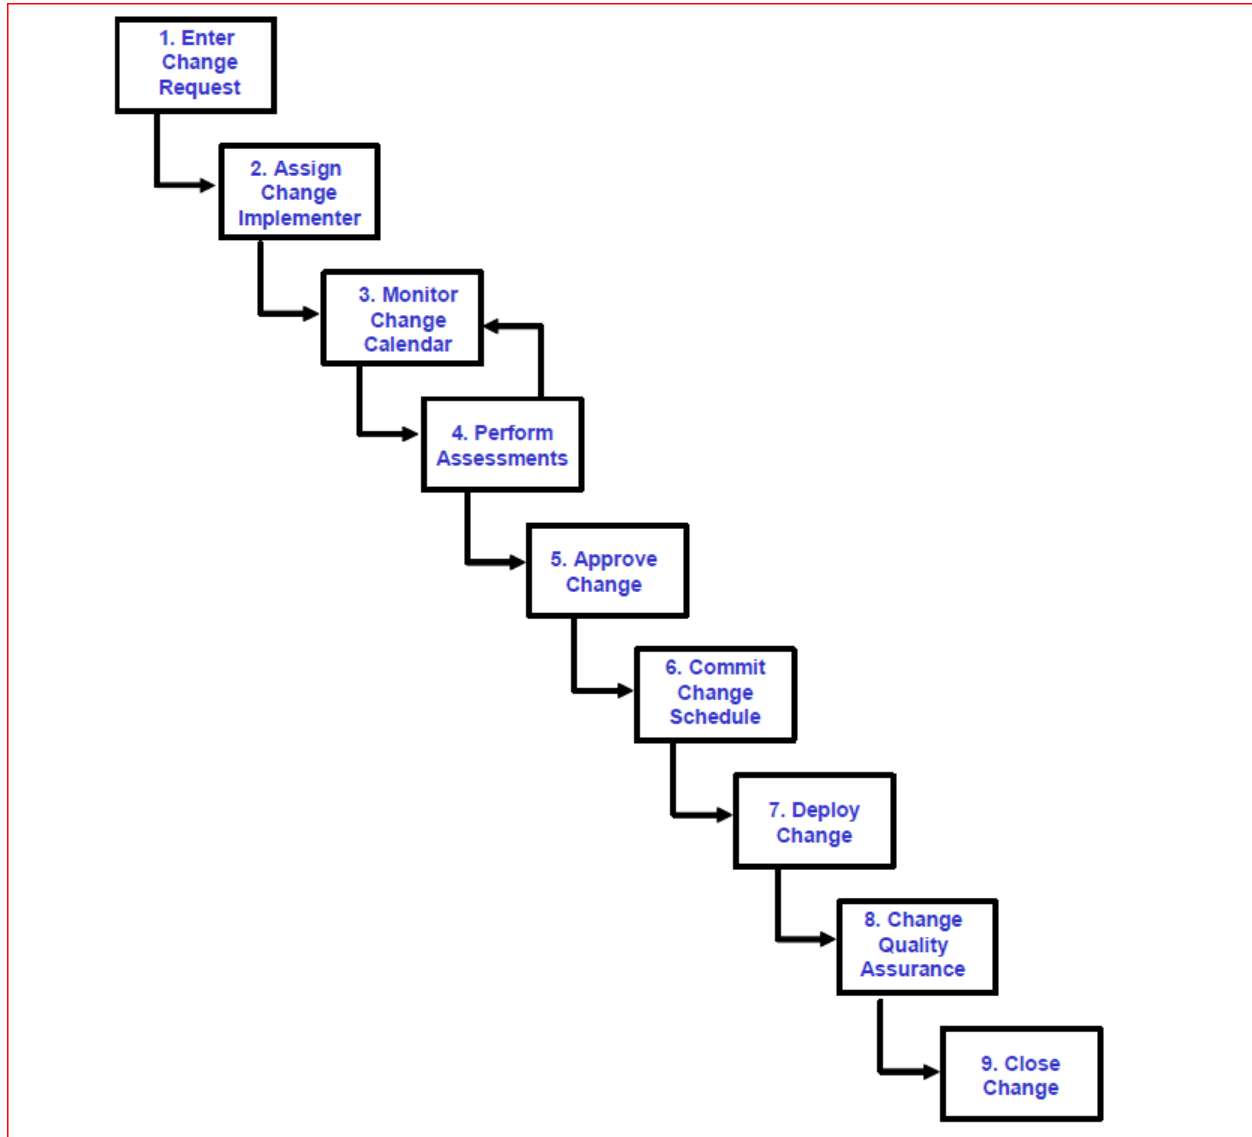 1. Enter
Change
Request
2. Assign
Change
Implementer
3. Monitor
Change
Calendar
4. Perform
Assessments
5. Approve
Change
6. Commit
Change
Schedule
7. Deploy
Change
8. Change
Quality
Assurance
9. Close
Change